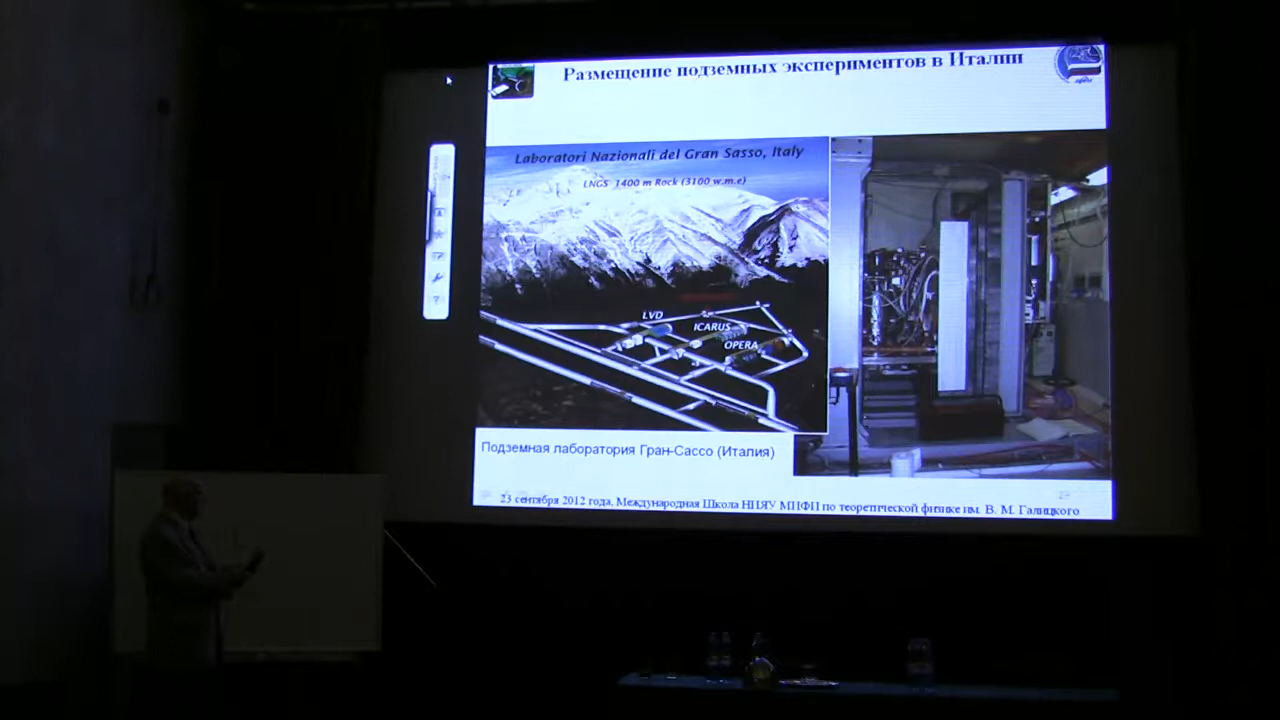 Размещение подземных экспериментов в Италии
Laboratori Nazionali del Gran Sasso, Italy
LNGS 1400 m Rock (3100 w.m.e)
LVD
ICARUS
OPERA
Подземная лаборатория Гран-Сассо (Италия)
23 сентября 2012 года, Международная Школа НИЯУ МИФИ по теоретической физике им. В. М. Галицкого